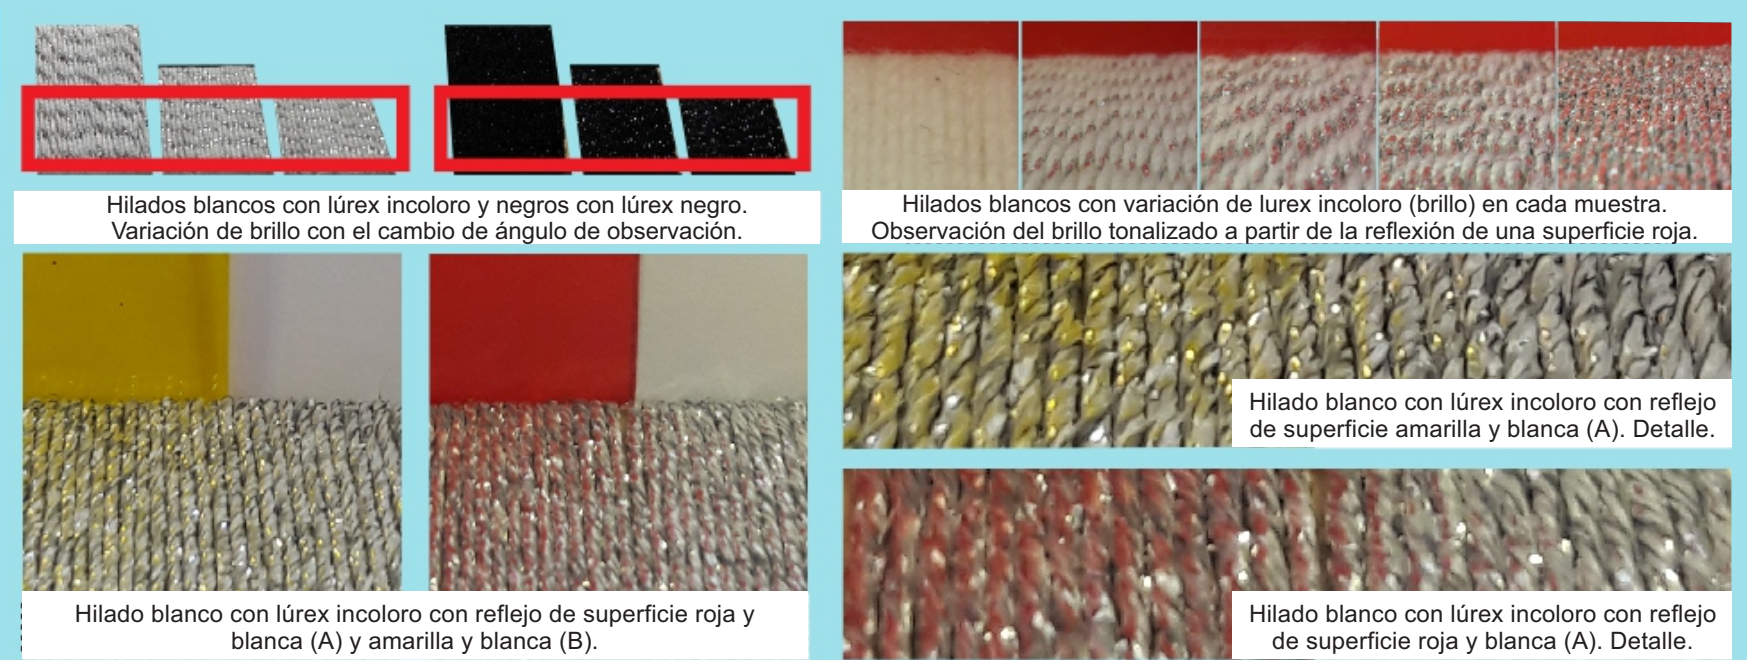 Hilados blancos con lúrex incoloro y negros con lúrex negro.
Variación de brillo con el cambio de ángulo de observación.
Hilados blancos con variación de lurex incoloro (brillo) en cada muestra.
Observación del brillo tonalizado a partir de la reflexión de una superficie roja.
Hilado blanco con lúrex incoloro con reflejo de superficie roja y
blanca (A) y amarilla y blanca (B).
Hilado blanco con lúrex incoloro con reflejo
de superficie amarilla y blanca (A). Detalle.
Hilado blanco con lúrex incoloro con reflejo
de superficie roja y blanca (A). Detalle.